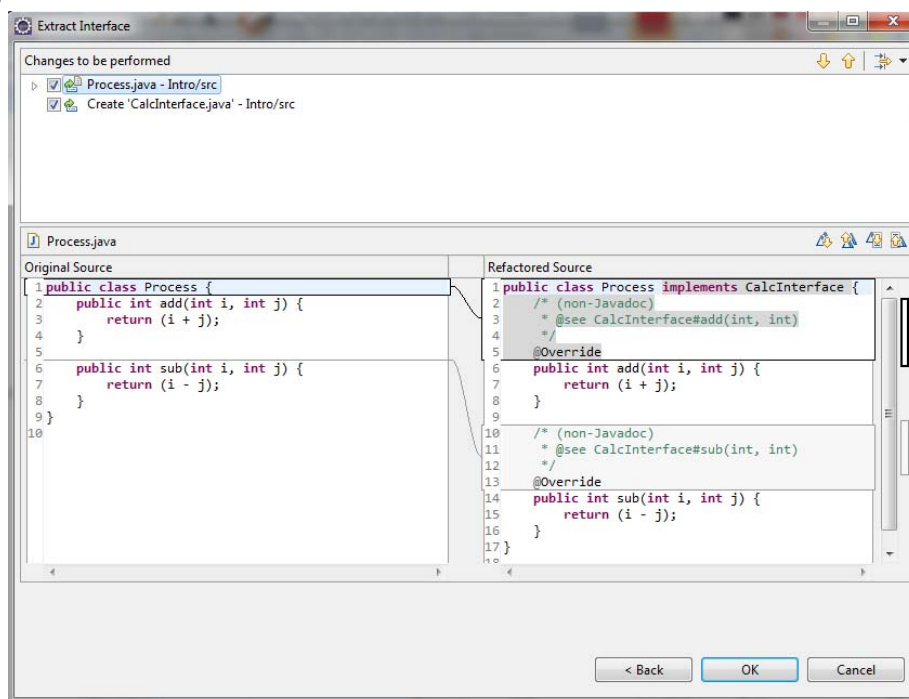 Extract Interface
Changes to be performed
Process.java - Intro/src
Create 'CalcInterface.java' - Intro/src
Process.java
Original Source
1 public class Process {
2     public int add(int i, int j) {
3         return (i + j);
4     }
5
6     public int sub(int i, int j) {
7         return (i - j);
8     }
9 }
10
Refactored Source
1 public class Process implements CalcInterface {
2     /* (non-Javadoc)
3      * @see CalcInterface#add(int, int)
4      */
5     @Override
6     public int add(int i, int j) {
7         return (i + j);
8     }
9
10     /* (non-Javadoc)
11      * @see CalcInterface#sub(int, int)
12      */
13     @Override
14     public int sub(int i, int j) {
15         return (i - j);
16     }
17 }
18
< Back
OK
Cancel